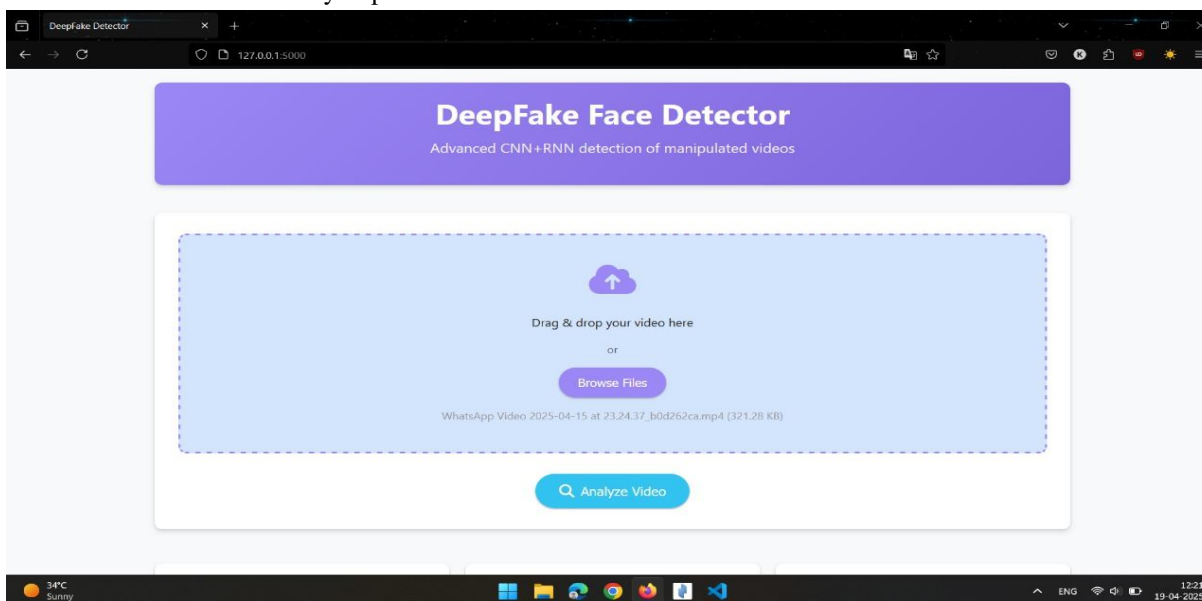 DeepFake Detector
127.0.0.1:5000
DeepFake Face Detector
Advanced CNN+RNN detection of manipulated videos
Drag & drop your video here
or
Browse Files
WhatsApp Video 2025-04-15 at 23.24.37_b0d262ca.mp4 (321.28 KB)
Analyze Video
34°C
Sunny
ENG
12:21
19-04-2025